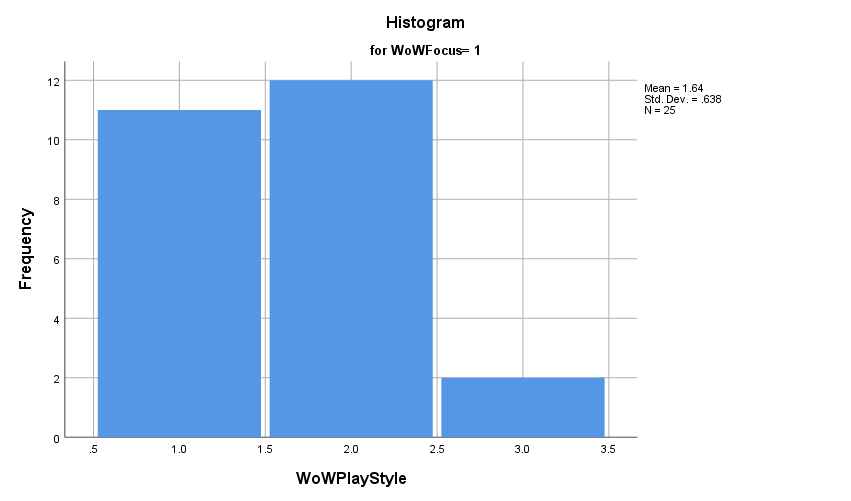 Histogram
for WoWFocus= 1
Mean = 1.64
Std. Dev. = .638
N = 25
Frequency
12
10
8
6
4
2
0
.5 1.0 1.5 2.0 2.5 3.0 3.5
WoWPlayStyle